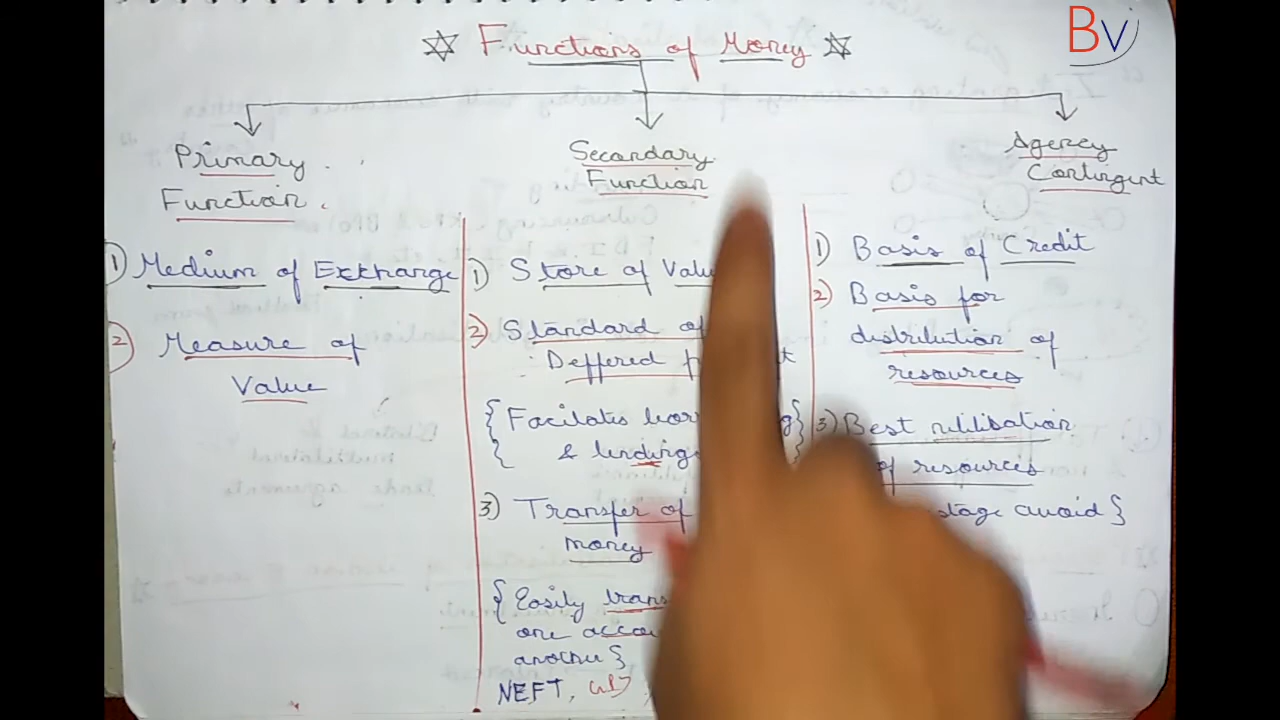 Bv
Functions of Money
Primary
Function
1) Medium of Exchange
2) Measure of
Value
Secondary
Function
1) Store of Valu
2) Standard of
Deffered
{Facilates
& lending
3) Transfer of
money
{Easily
one
another}
NEFT,
Agency
Contingent
1) Basis of Credit
2) Basis for
distribution of
resources
3) Best utilisation
of resources
avoid}